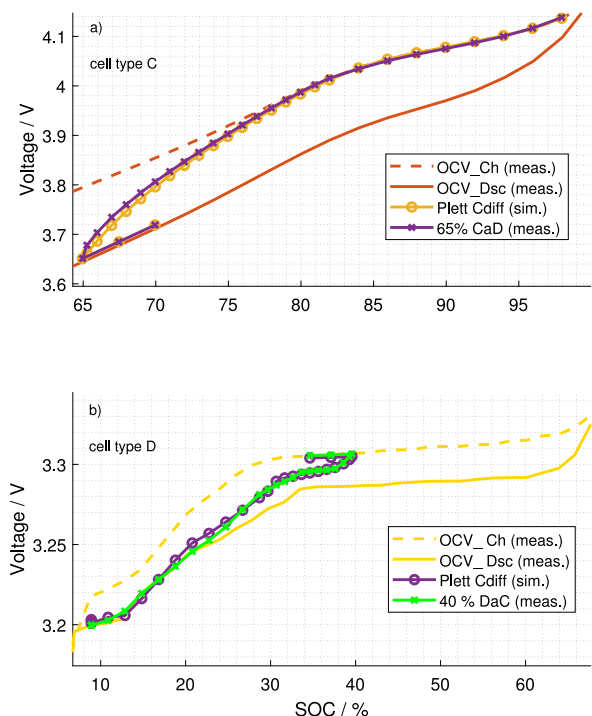 a)
cell type C
4.1
4
3.9
3.8
3.7
3.6
Voltage / V
OCV_Ch (meas.)
OCV_Dsc (meas.)
Plett Cdiff (sim.)
65% CaD (meas.)
65 70 75 80 85 90 95
b)
cell type D
3.3
3.25
3.2
Voltage / V
OCV_ Ch (meas.)
OCV_ Dsc (meas.)
Plett Cdiff (sim.)
40 % DaC (meas.)
10 20 30 40 50 60
SOC / %